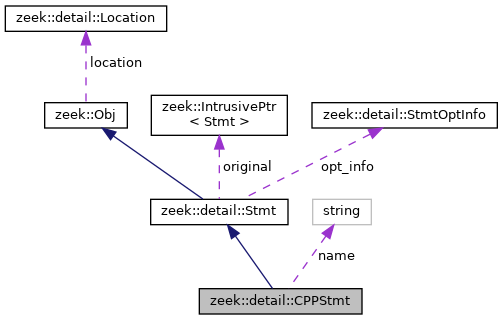 zeek::detail::Location
location
zeek::Obj
zeek::IntrusivePtr
< Stmt >
zeek::detail::StmtOptInfo
original
opt_info
zeek::detail::Stmt
string
name
zeek::detail::CPPStmt